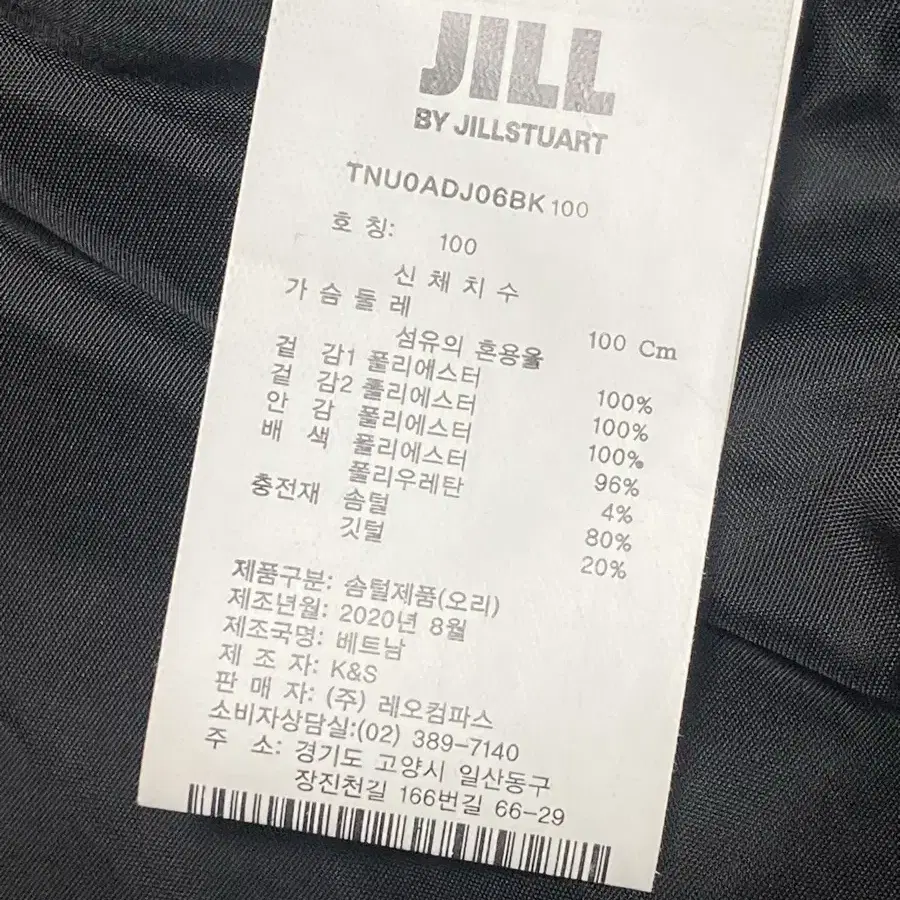 JILL
BY JILLSTUART
TNU0ADJ06BK 100
호 칭: 100
신 체 치 수
가 슴 둘 레 100 Cm
섬유의 혼용율
겉 감1 폴리에스터 100%
겉 감2 폴리에스터 100%
안 감 폴리에스터 100%
배 색 폴리에스터 96%
폴리우레탄 4%
충전재 솜털 80%
깃털 20%
제품구분: 솜털제품(오리)
제조년월: 2020년 8월
제조국명: 베트남
제 조 자: K&S
판 매 자: (주) 레오컴파스
소비자상담실:(02) 389-7140
주 소: 경기도 고양시 일산동구
장진천길 166번길 66-29